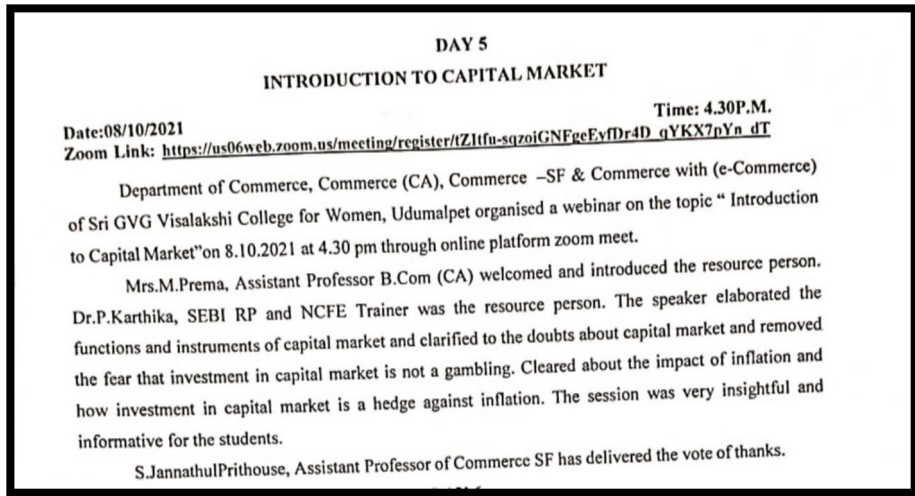 DAY 5
INTRODUCTION TO CAPITAL MARKET
Time: 4.30P.M.
Date:08/10/2021
Zoom Link: https://us06web.zoom.us/meeting/register/tZItfu-sqzoiGNFgeEyfDr4D_qYKX7pYn_dT
Department of Commerce, Commerce (CA), Commerce –SF & Commerce with (e-Commerce)
of Sri GVG Visalakshi College for Women, Udumalpet organised a webinar on the topic “ Introduction
to Capital Market”on 8.10.2021 at 4.30 pm through online platform zoom meet.
Mrs.M.Prema, Assistant Professor B.Com (CA) welcomed and introduced the resource person.
Dr.P.Karthika, SEBI RP and NCFE Trainer was the resource person. The speaker elaborated the
functions and instruments of capital market and clarified to the doubts about capital market and removed
the fear that investment in capital market is not a gambling. Cleared about the impact of inflation and
how investment in capital market is a hedge against inflation. The session was very insightful and
informative for the students.
S.JannathulPrithouse, Assistant Professor of Commerce SF has delivered the vote of thanks.